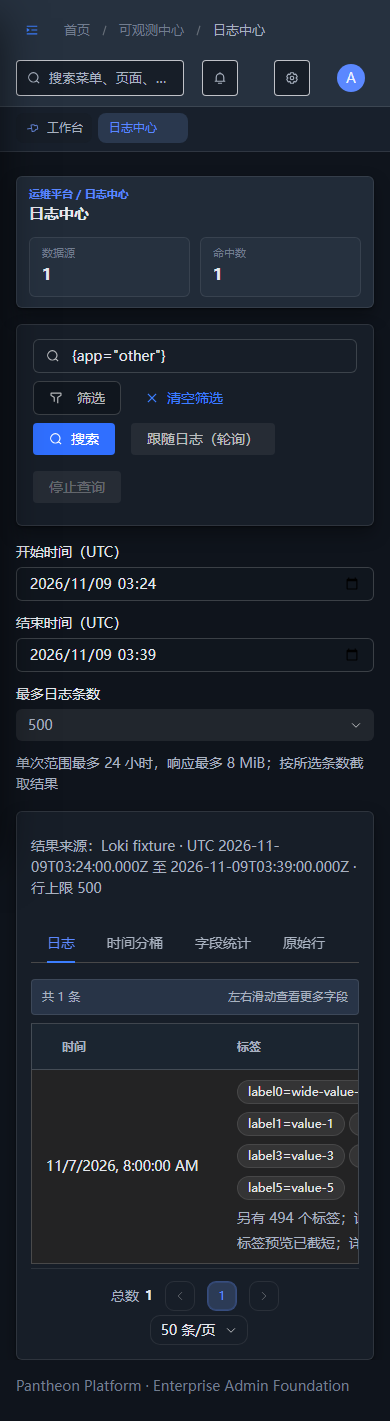 首页 / 可观测中心 / 日志中心
搜索菜单、页面、...
A
工作台
日志中心
运维平台 / 日志中心
日志中心
数据源
1
命中数
1
{app="other"}
筛选
清空筛选
搜索
跟随日志（轮询）
停止查询
开始时间（UTC）
2026/11/09 03:24
结束时间（UTC）
2026/11/09 03:39
最多日志条数
500
单次范围最多 24 小时，响应最多 8 MiB；按所选条数截
取结果
结果来源：Loki fixture · UTC 2026-11-
09T03:24:00.000Z 至 2026-11-09T03:39:00.000Z ·
行上限 500
日志 时间分桶 字段统计 原始行
共 1 条 左右滑动查看更多字段
时间 标签
label0=wide-value-
label1=value-1
label3=value-3
11/7/2026, 8:00:00 AM
label5=value-5
另有 494 个标签；
标签预览已截短；
总数 1
1
50 条/页
Pantheon Platform · Enterprise Admin Foundation